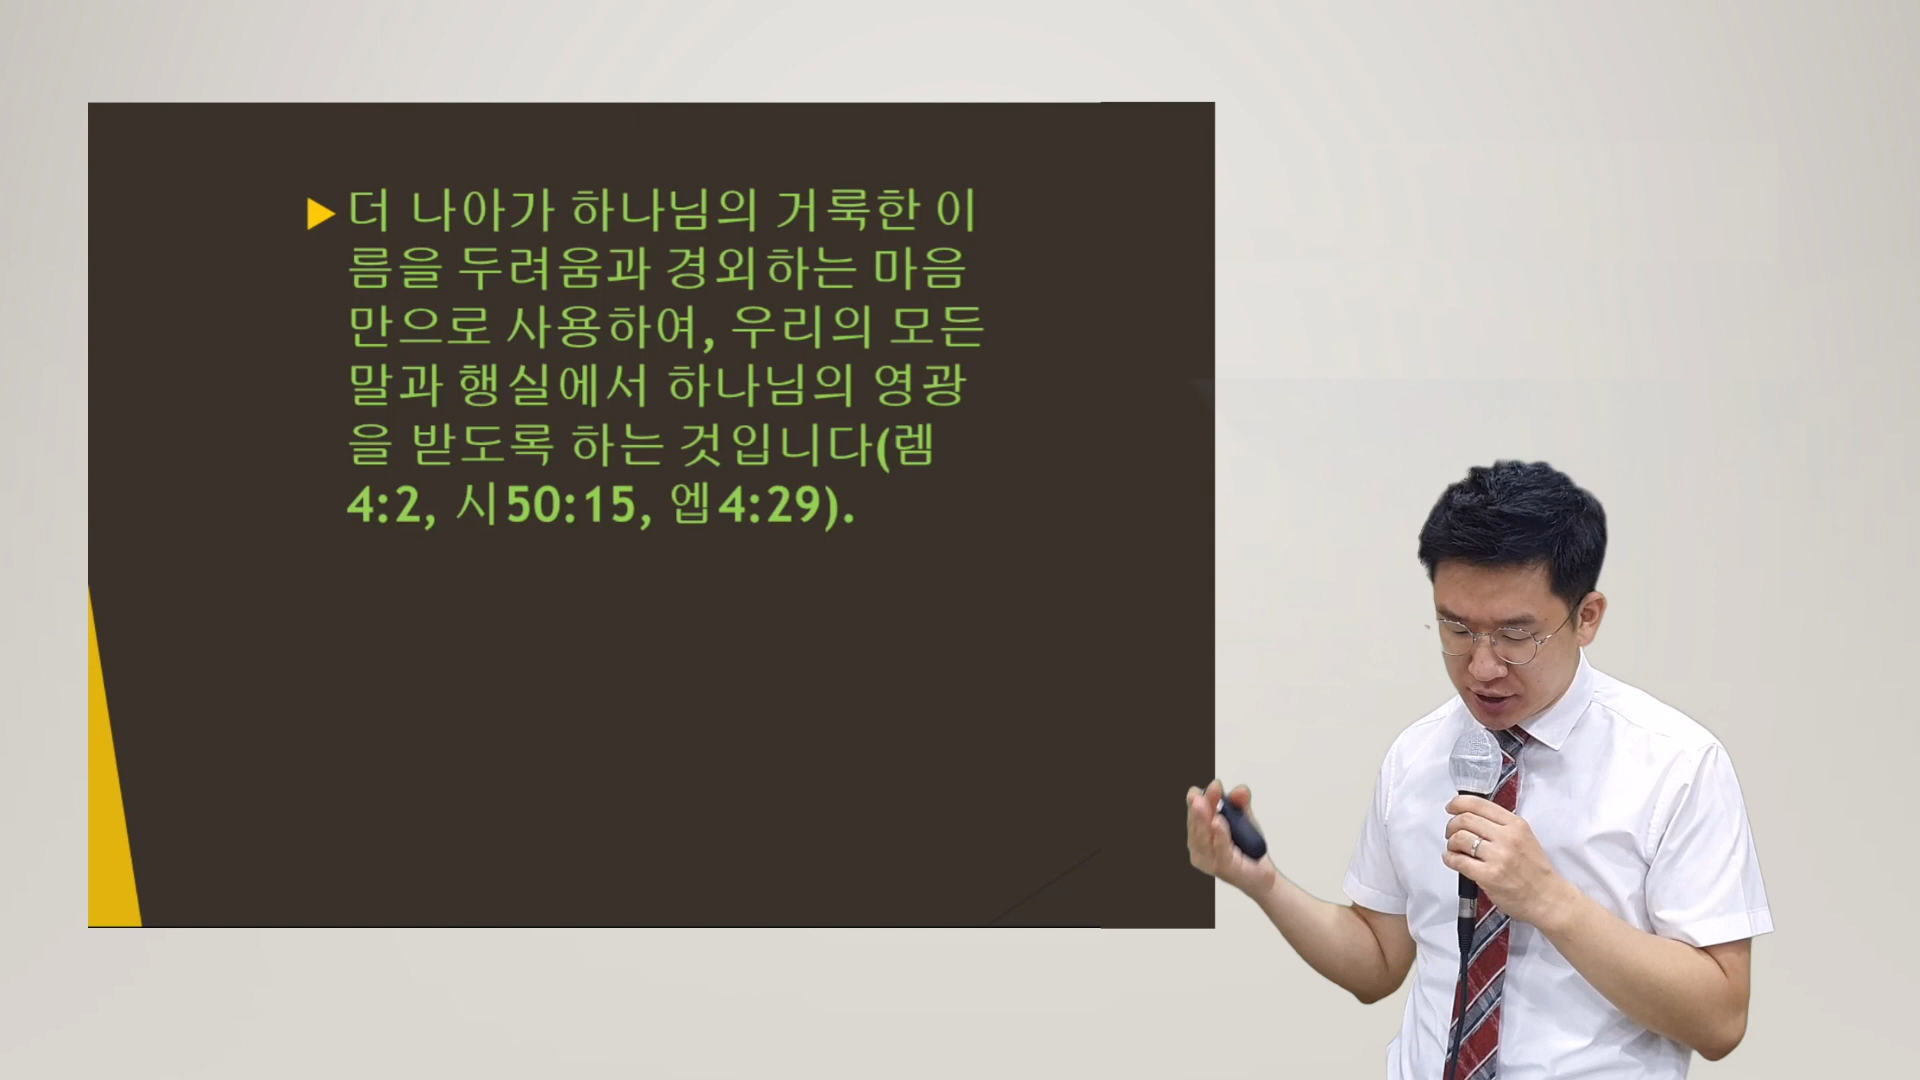 더 나아가 하나님의 거룩한 이
름을 두려움과 경외하는 마음
만으로 사용하여, 우리의 모든
말과 행실에서 하나님의 영광
을 받도록 하는 것입니다(렘
4:2, 시50:15, 엡4:29).